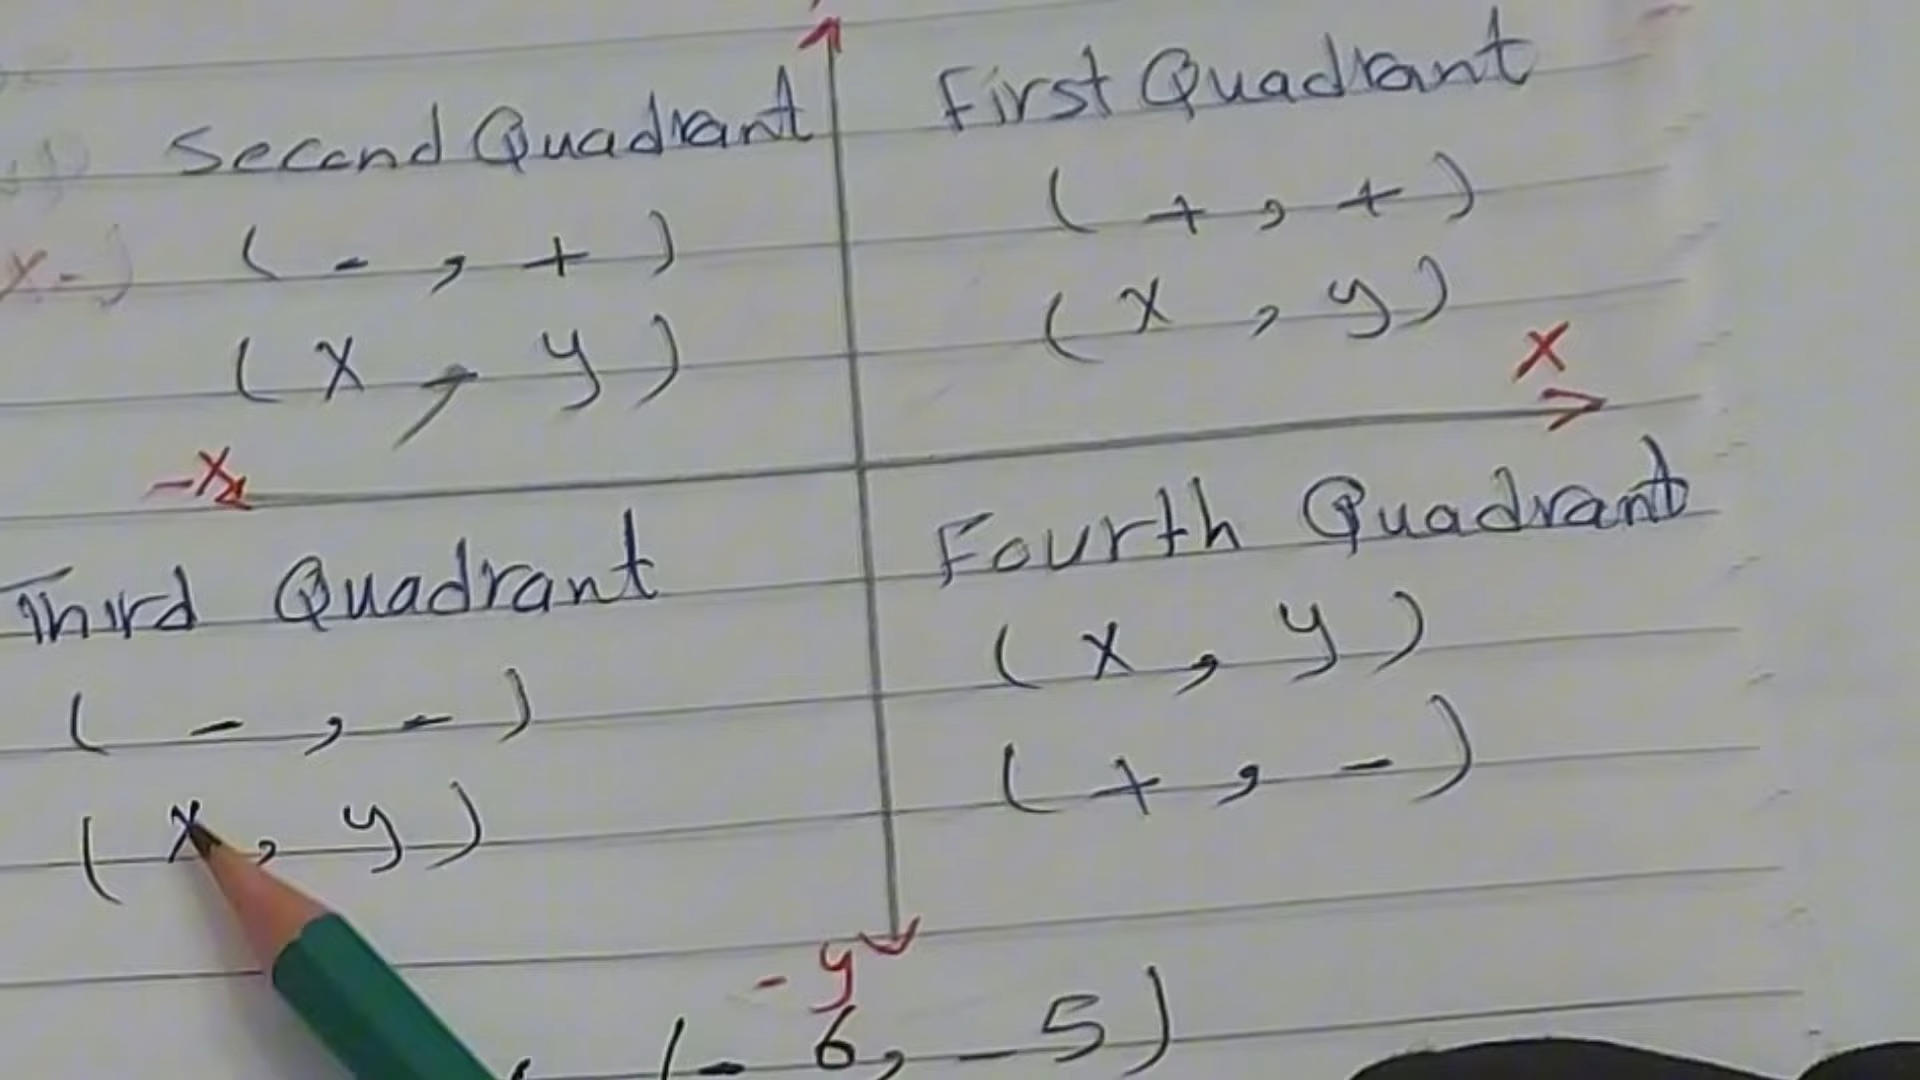 Second Quadrant
( - , + )
( x , y )
-x
First Quadrant
( + , + )
( x , y )
x
Third Quadrant
( - , - )
( x , y )
Fourth Quadrant
( x , y )
( + , - )
-y
(-6, -5)